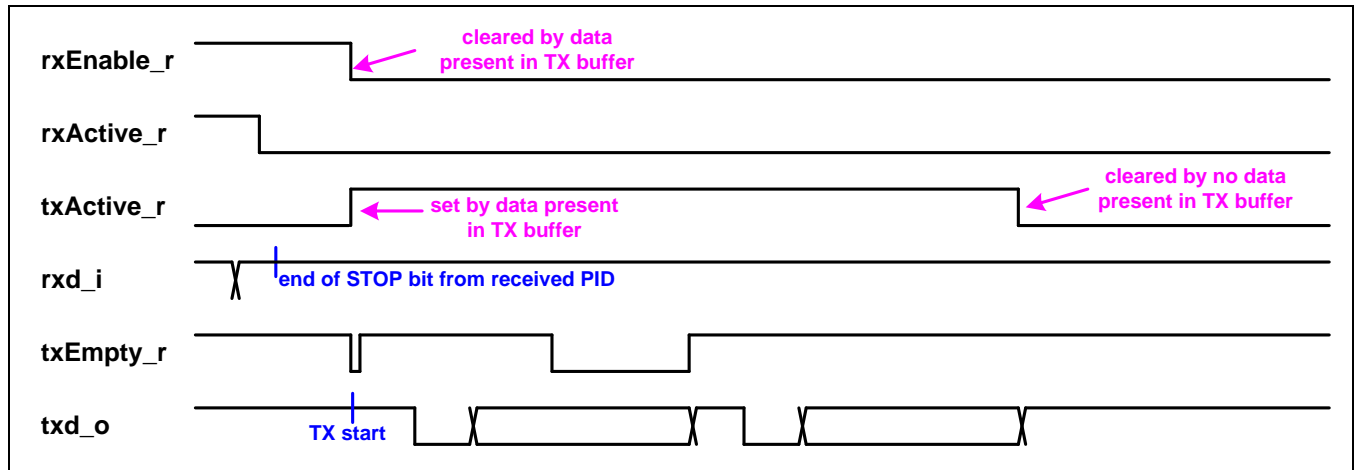 rxEnable_r
cleared by data
present in TX buffer
rxActive_r
txActive_r
set by data present
in TX buffer
cleared by no data
present in TX buffer
rxd_i
end of STOP bit from received PID
txEmpty_r
txd_o
TX start